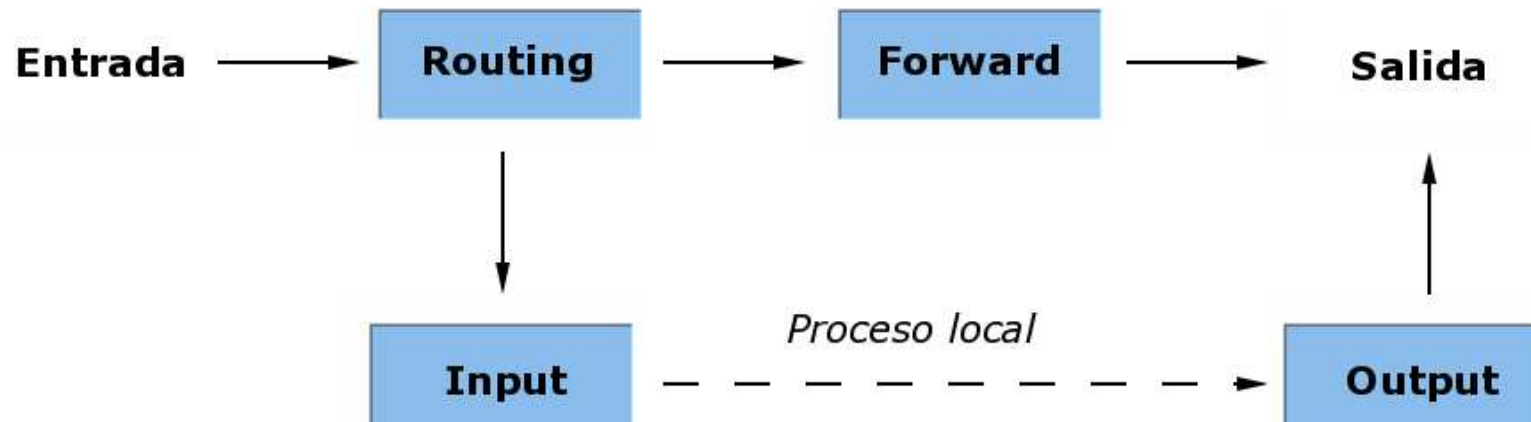 Entrada
Routing
Forward
Salida
Proceso local
Input
Output